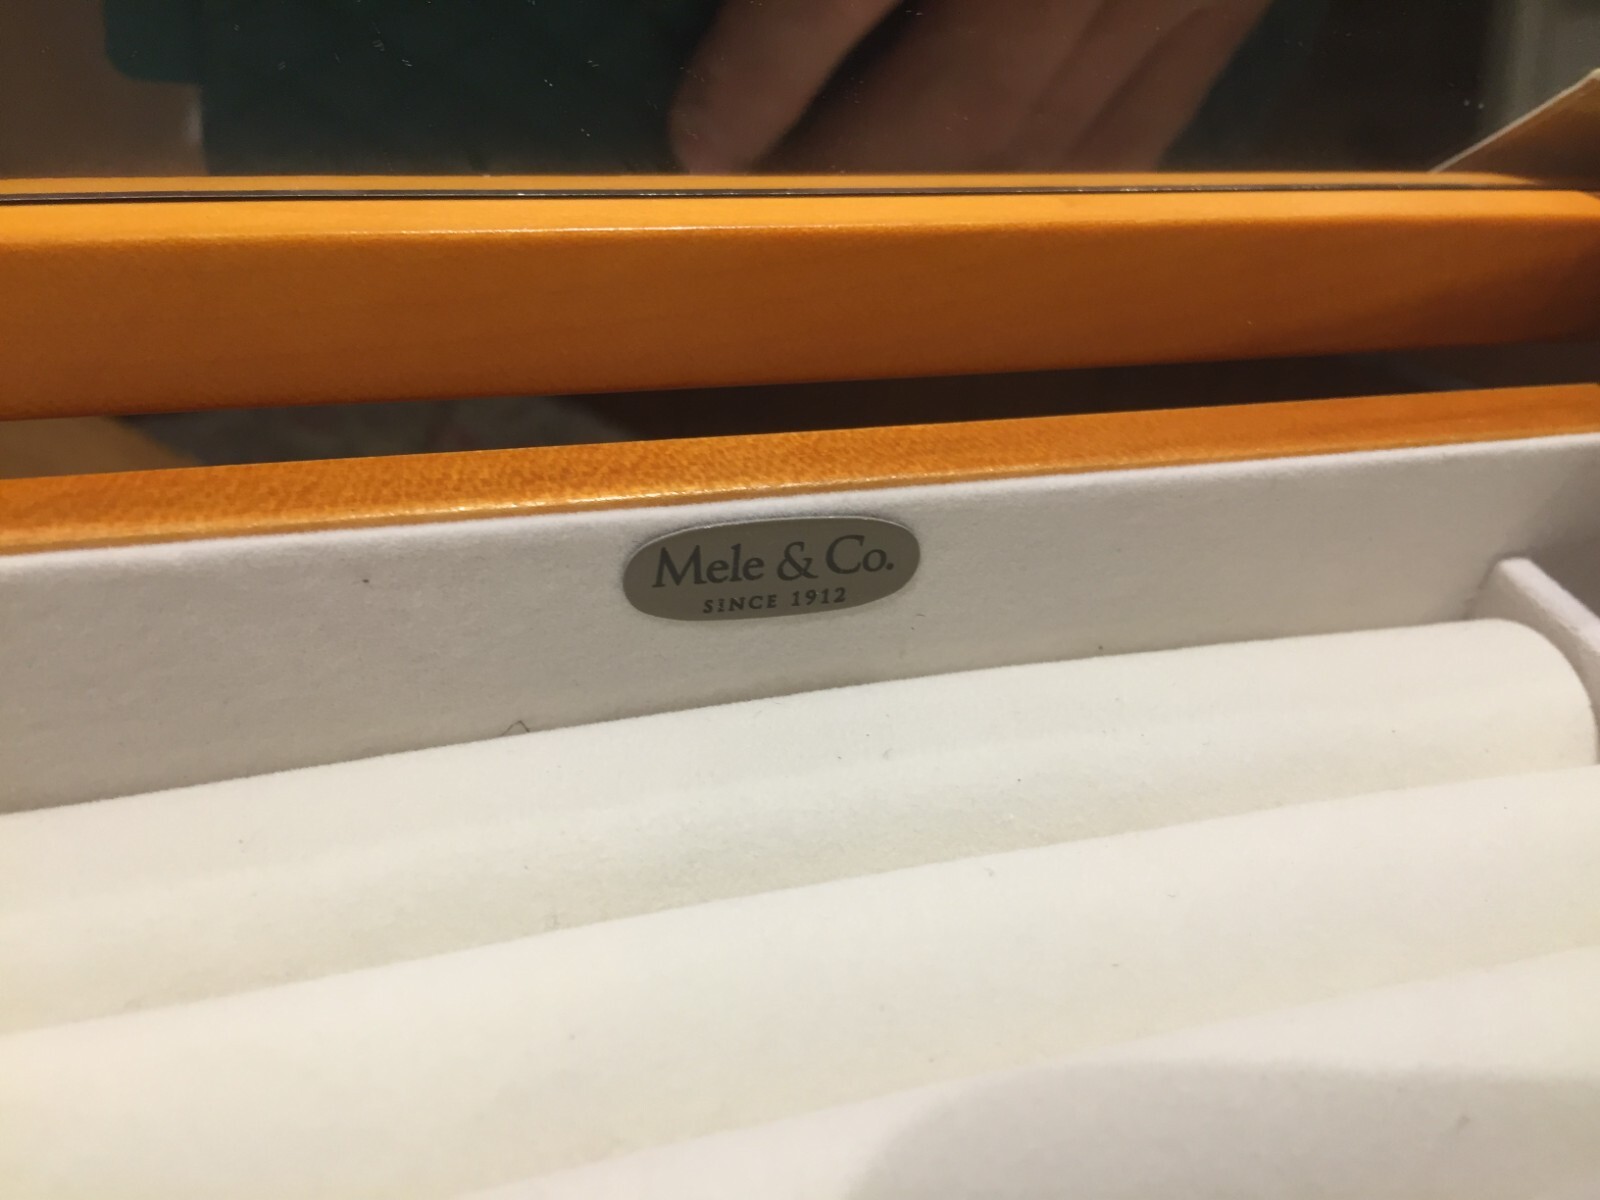 Mele & Co.
SINCE 1912